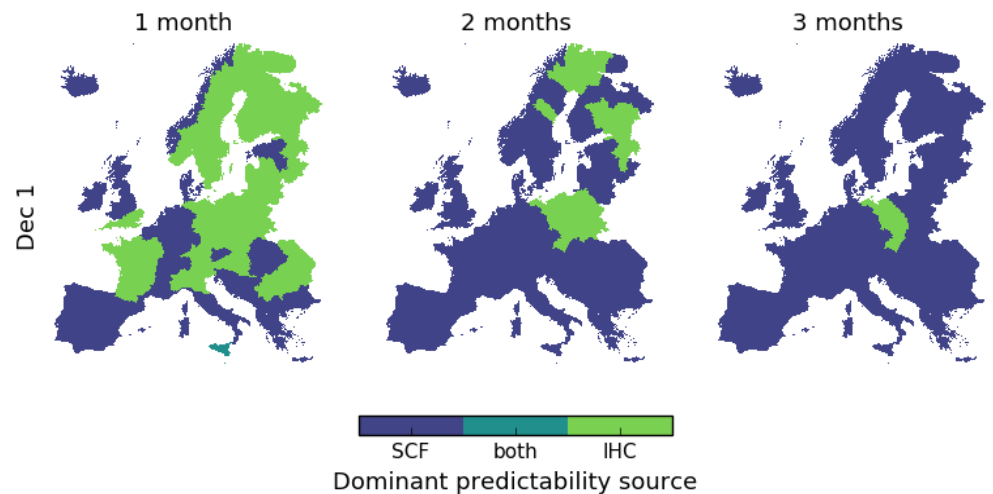 1 month
2 months
3 months
Dec 1
SCF
both
IHC
Dominant predictability source